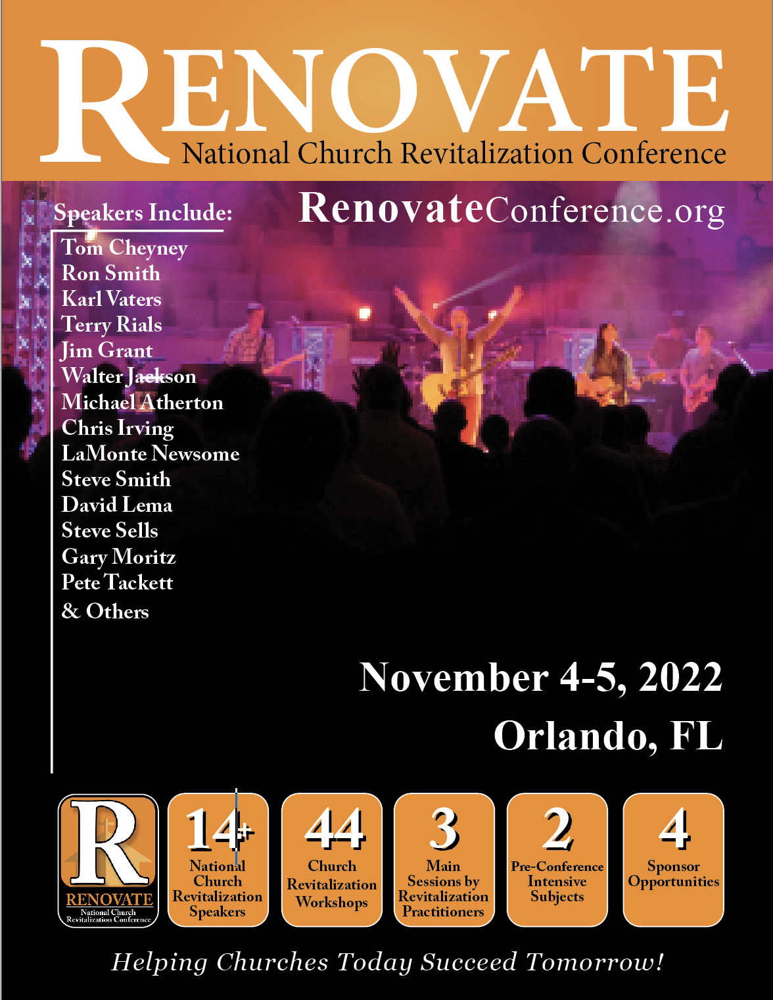 RENOVATE
National Church Revitalization Conference
RenovateConference.org
Speakers Include:
Tom Cheyney
Ron Smith
Karl Vaters
Terry Rials
Jim Grant
Walter Jackson
Michael Atherton
Chris Irving
LaMonte Newsome
Steve Smith
David Lema
Steve Sells
Gary Moritz
Pete Tackett
& Others
November 4-5, 2022
Orlando, FL
R
RENOVATE
National Church
Revitalization Conference
14+
National
Church
Revitalization
Speakers
44
Church
Revitalization
Workshops
3
Main
Sessions by
Revitalization
Practitioners
2
Pre-Conference
Intensive
Subjects
4
Sponsor
Opportunities
Helping Churches Today Succeed Tomorrow!